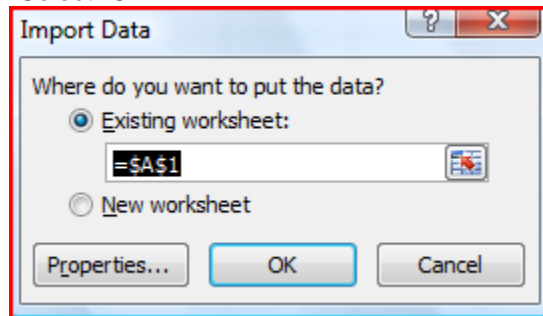 Import Data
?
X
Where do you want to put the data?
Existing worksheet:
=$A$1
New worksheet
Properties...
OK
Cancel